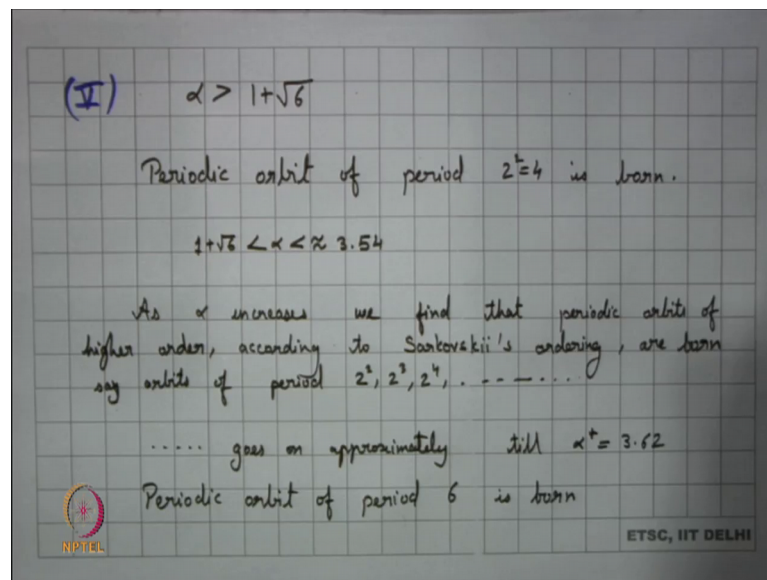 (V) α > 1+√6
Periodic orbit of period 2²=4 is born.
1+√6 < α < ≈ 3.54
As α increases we find that periodic orbits of
higher order, according to Sarkovskii's ordering, are born
say orbits of period 2², 2³, 2⁴, . - - — . . . . .
..... goes on approximately till α* = 3.62
Periodic orbit of period 6 is born
NPTEL
ETSC, IIT DELHI